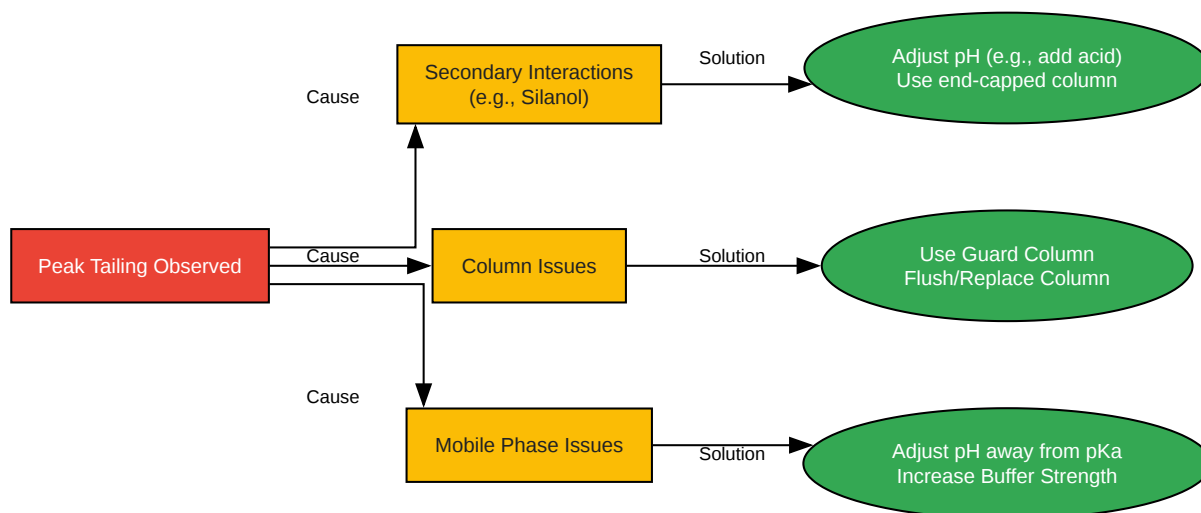 Peak Tailing Observed
Cause
Secondary Interactions
(e.g., Silanol)
Solution
Adjust pH (e.g., add acid)
Use end-capped column
Cause
Column Issues
Solution
Use Guard Column
Flush/Replace Column
Cause
Mobile Phase Issues
Solution
Adjust pH away from pKa
Increase Buffer Strength